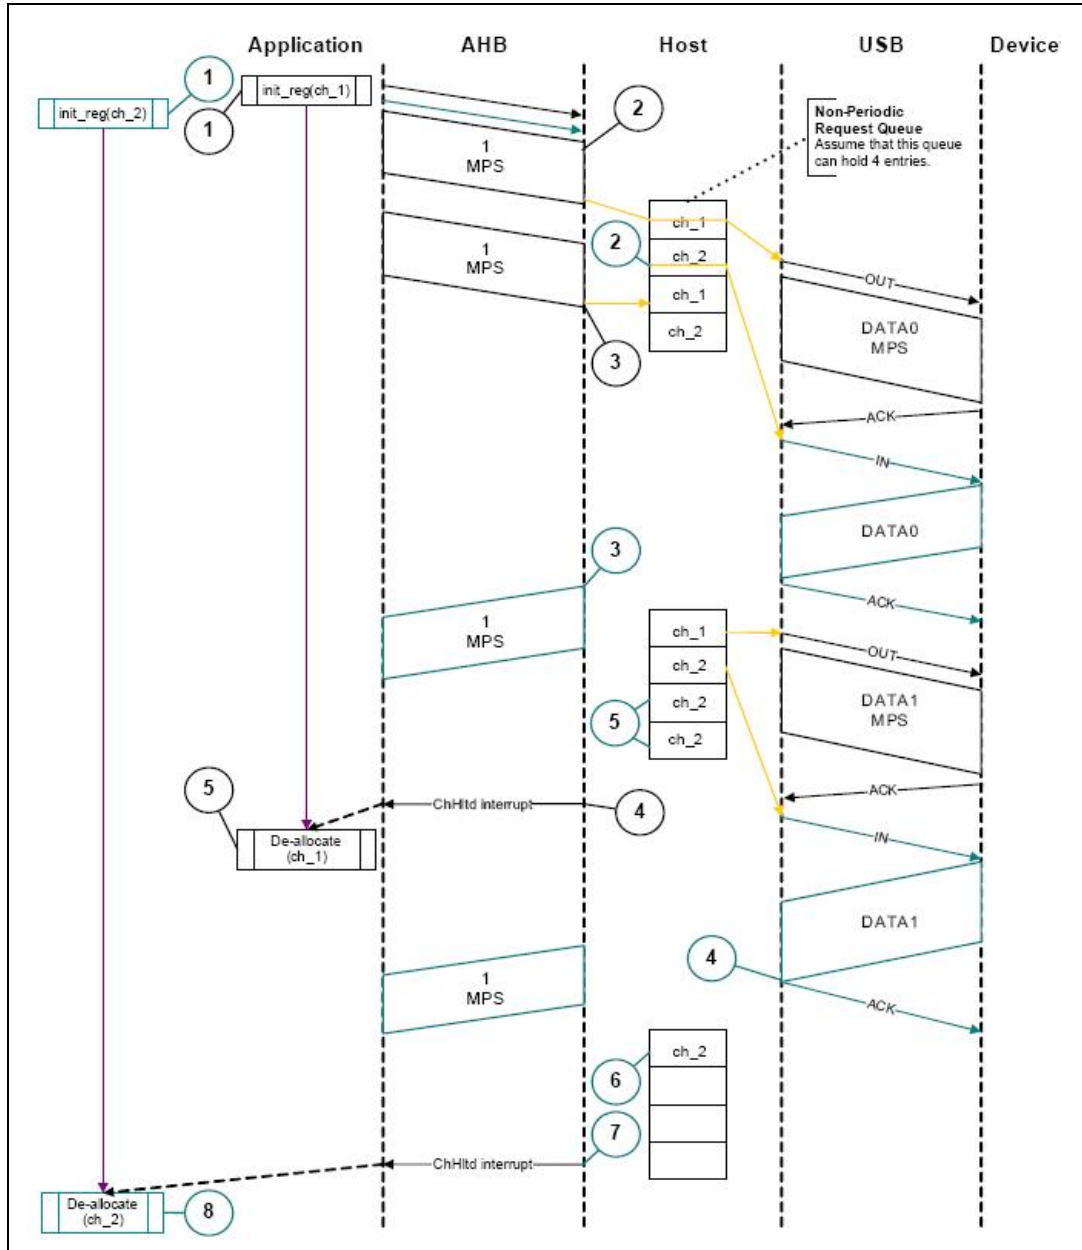 Application AHB Host USB Device
1
init_reg(ch_2)
init_reg(ch_1)
1
2
Non-Periodic
Request Queue
Assume that this queue
can hold 4 entries.
1
MPS
ch_1
2
ch_2
1
MPS
ch_1
ch_2
3
OUT
DATA0
MPS
ACK
IN
DATA0
3
ACK
1
MPS
ch_1
ch_2
ch_2
ch_2
5
OUT
DATA1
MPS
ACK
5
ChHltd interrupt
4
De-allocate
(ch_1)
IN
DATA1
4
1
MPS
ACK
ch_2
6
7
ChHltd interrupt
De-allocate
(ch_2)
8